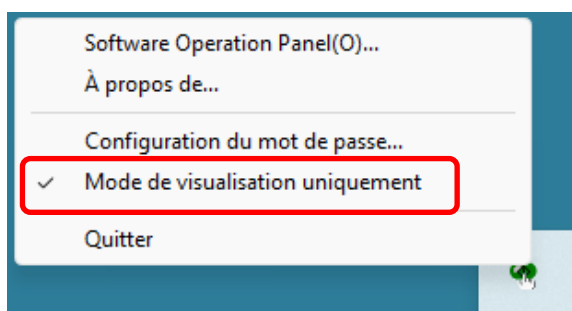 Software Operation Panel(O)...
À propos de...
Configuration du mot de passe...
Mode de visualisation uniquement
Quitter